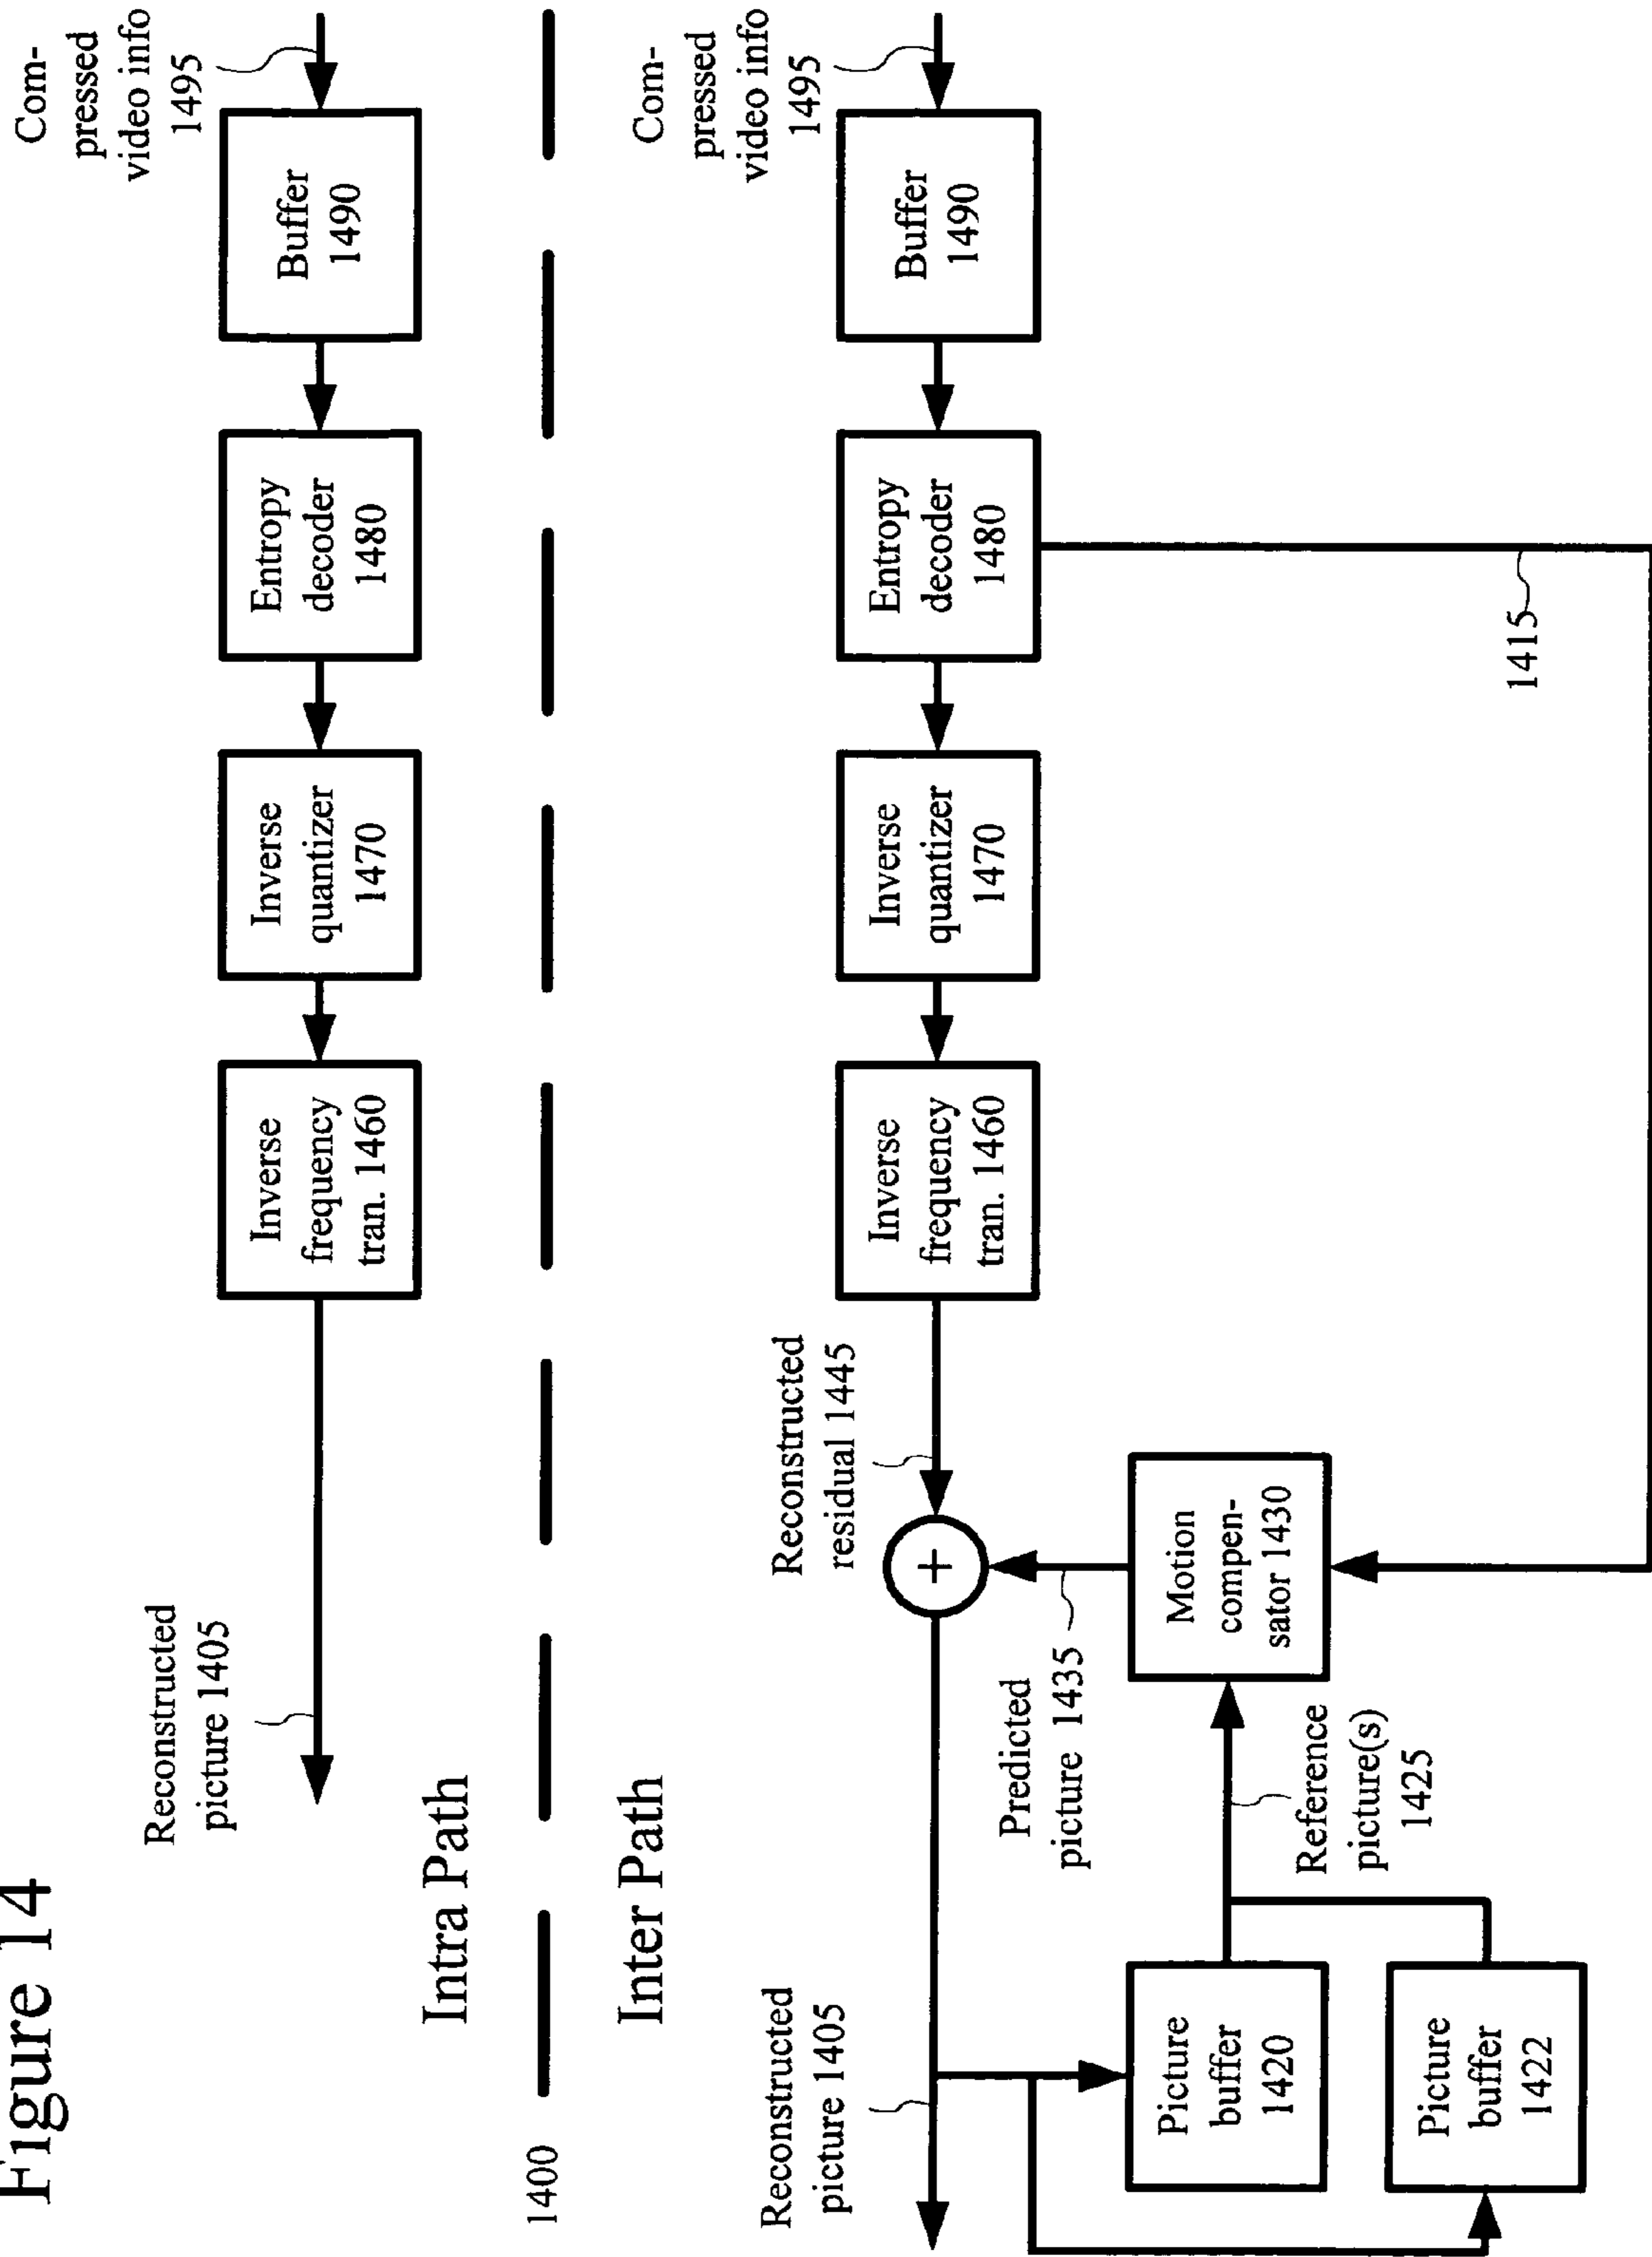 Figure 14
Reconstructed
picture 1405
Inverse
frequency
tran. 1460
Inverse
quantizer
1470
Entropy
decoder
1480
Buffer
1490
Com-
pressed
video info
1495
Intra Path
1400
Inter Path
Reconstructed
picture 1405
Reconstructed
residual 1445
+
Inverse
frequency
tran. 1460
Inverse
quantizer
1470
Entropy
decoder
1480
Buffer
1490
Com-
pressed
video info
1495
Predicted
picture 1435
Picture
buffer
1420
Motion
compen-
sator 1430
Reference
picture(s)
1425
Picture
buffer
1422
1415